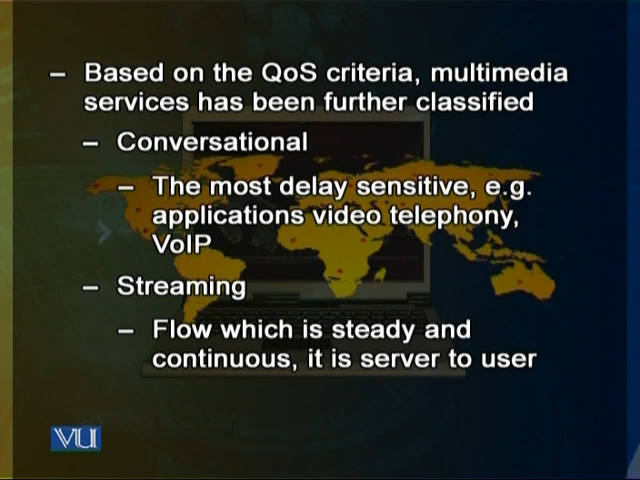 – Based on the QoS criteria, multimedia
services has been further classified
– Conversational
– The most delay sensitive, e.g.
applications video telephony,
VoIP
– Streaming
– Flow which is steady and
continuous, it is server to user
VU